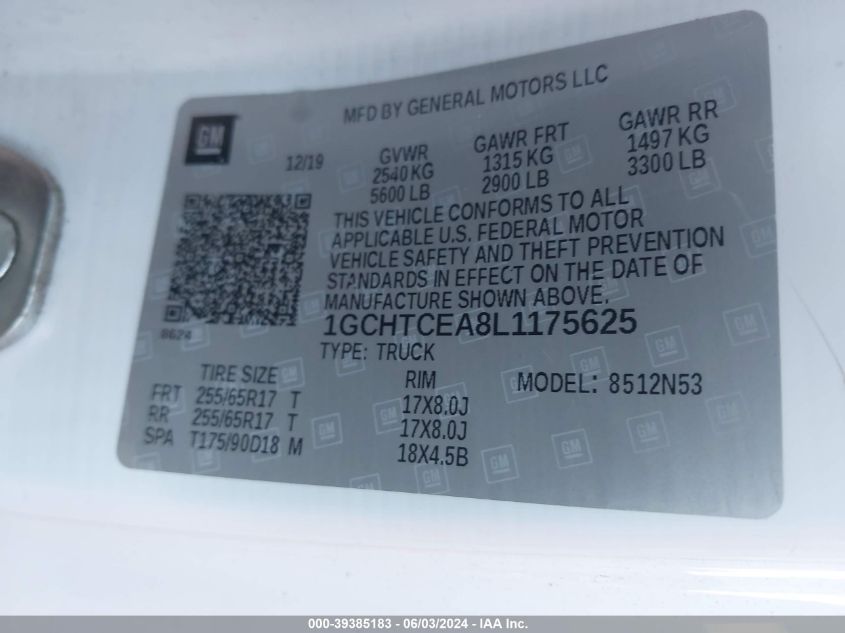 MFD BY GENERAL MOTORS LLC
GM
12/19
GVWR GAWR FRT GAWR RR
2540 KG 1315 KG 1497 KG
5600 LB 2900 LB 3300 LB
THIS VEHICLE CONFORMS TO ALL
APPLICABLE U.S. FEDERAL MOTOR
VEHICLE SAFETY AND THEFT PREVENTION
STANDARDS IN EFFECT ON THE DATE OF
MANUFACTURE SHOWN ABOVE.
8624
1GCHTCEA8L1175625
TYPE: TRUCK
TIRE SIZE RIM MODEL: 8512N53
FRT 255/65R17 T 17X8.0J
RR 255/65R17 T 17X8.0J
SPA T175/90D18 M 18X4.5B
000-39385183 - 06/03/2024 - IAA Inc.